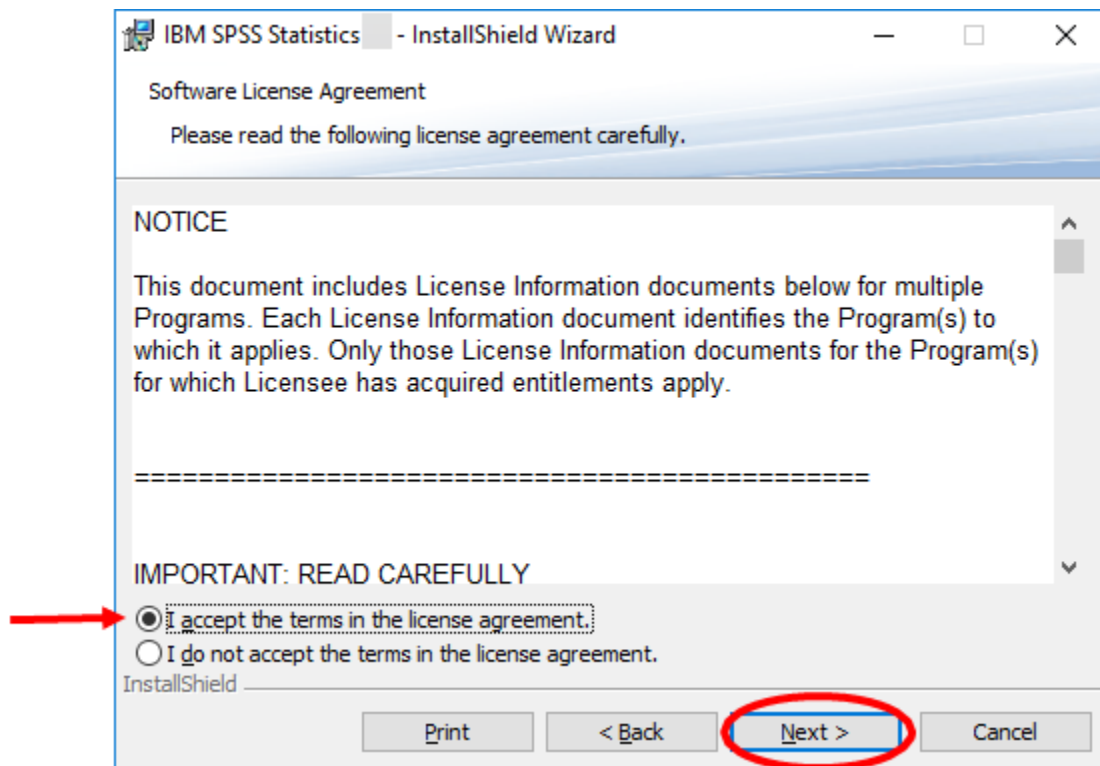 IBM SPSS Statistics - InstallShield Wizard
Software License Agreement
Please read the following license agreement carefully.
NOTICE
This document includes License Information documents below for multiple
Programs. Each License Information document identifies the Program(s) to
which it applies. Only those License Information documents for the Program(s)
for which Licensee has acquired entitlements apply.
==============================================
IMPORTANT: READ CAREFULLY
I accept the terms in the license agreement.
I do not accept the terms in the license agreement.
InstallShield
Print < Back Next > Cancel